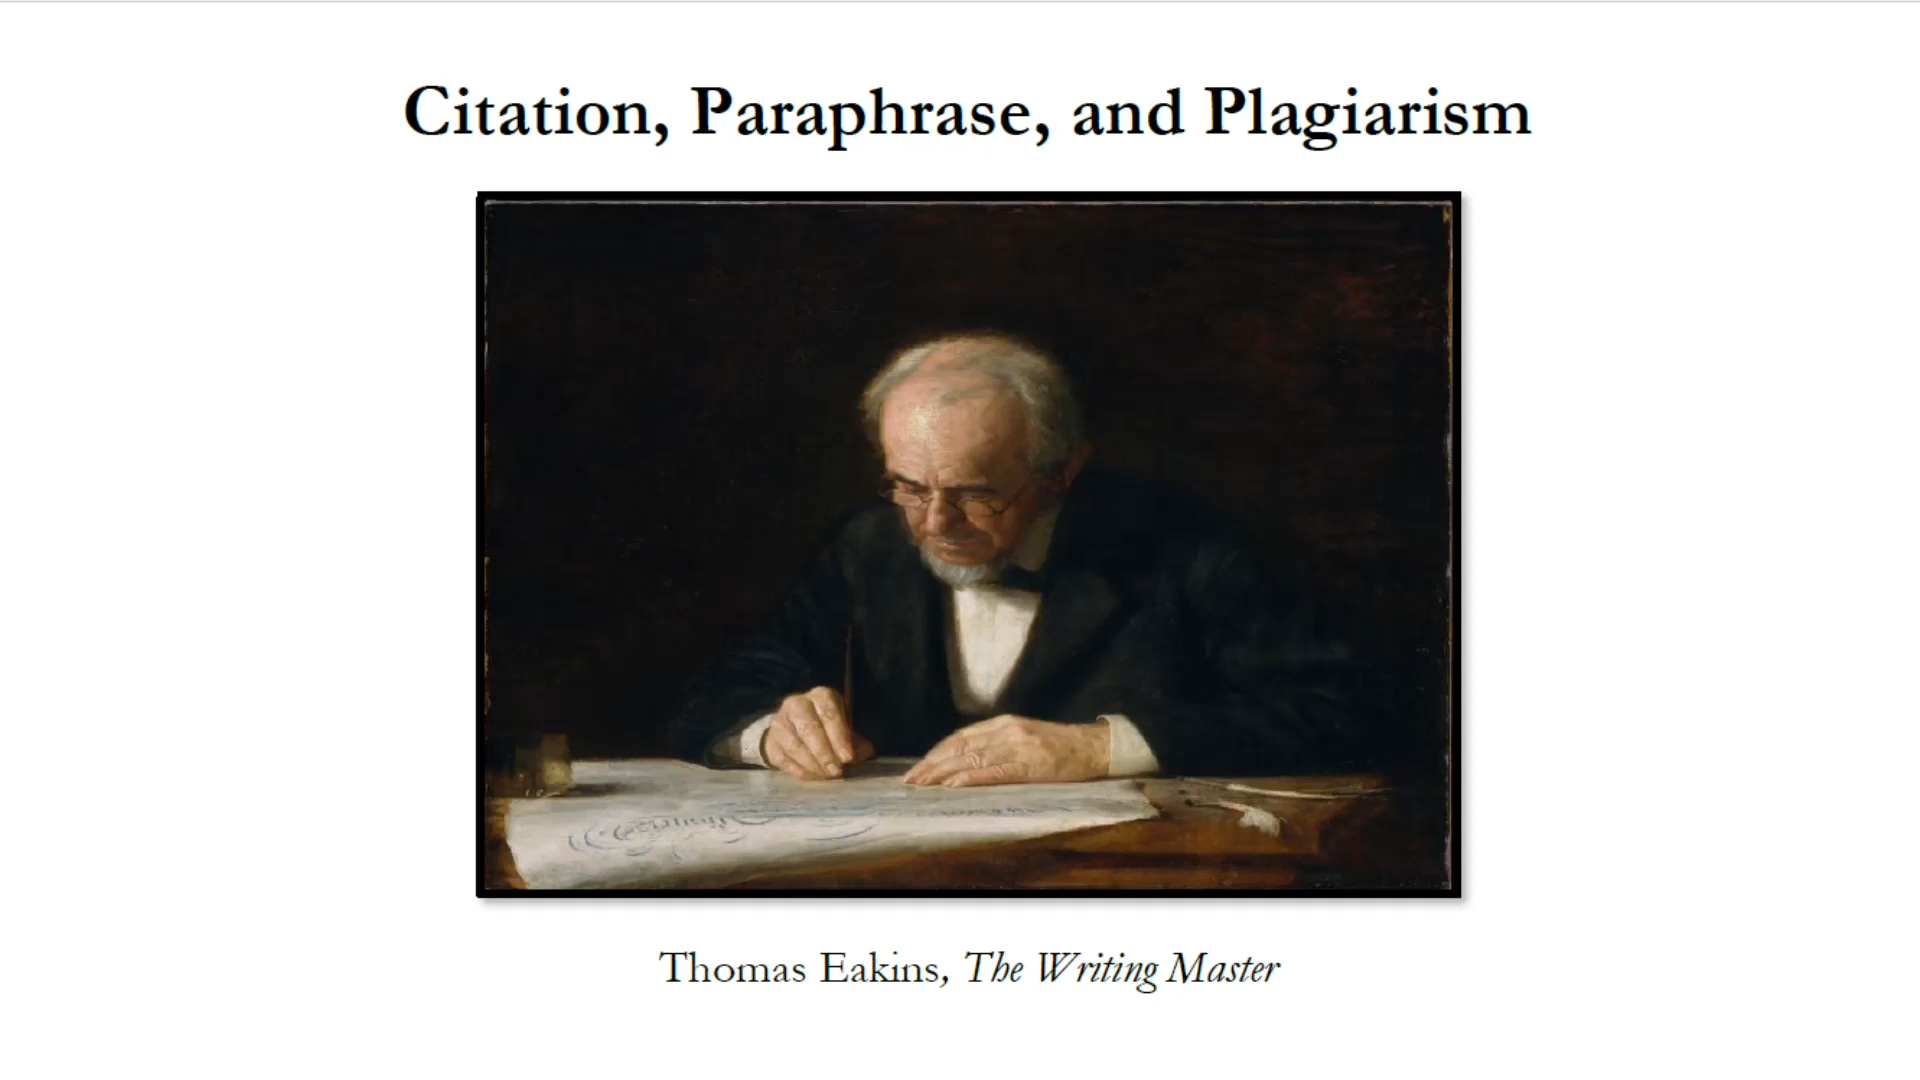 Citation, Paraphrase, and Plagiarism
Thomas Eakins, The Writing Master